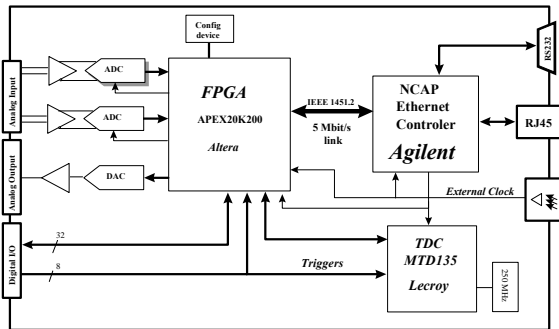 Config
device
Analog Input
ADC
ADC
FPGA
APEX20K200
Altera
IEEE 1451.2
5 Mbit/s
link
NCAP
Ethernet
Controler
Agilent
RS232
RJ45
Analog Output
DAC
External Clock
Digital I/O
32
8
Triggers
TDC
MTD135
Lecroy
250 MHz